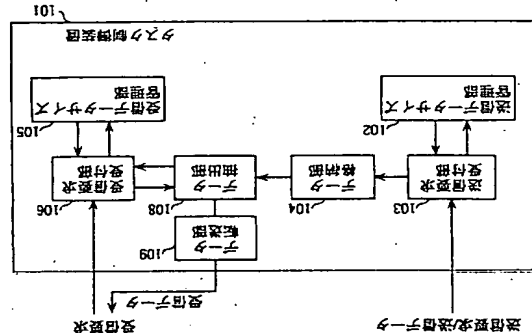 101
タスク制御装置
受信データサイズ
管理部
105
送信データサイズ
管理部
102
受信要求
受付部
106
データ
抽出部
108
データ
格納部
104
送信要求
受付部
103
データ
転送部
109
受信データ
受信要求
送信要求送信データ